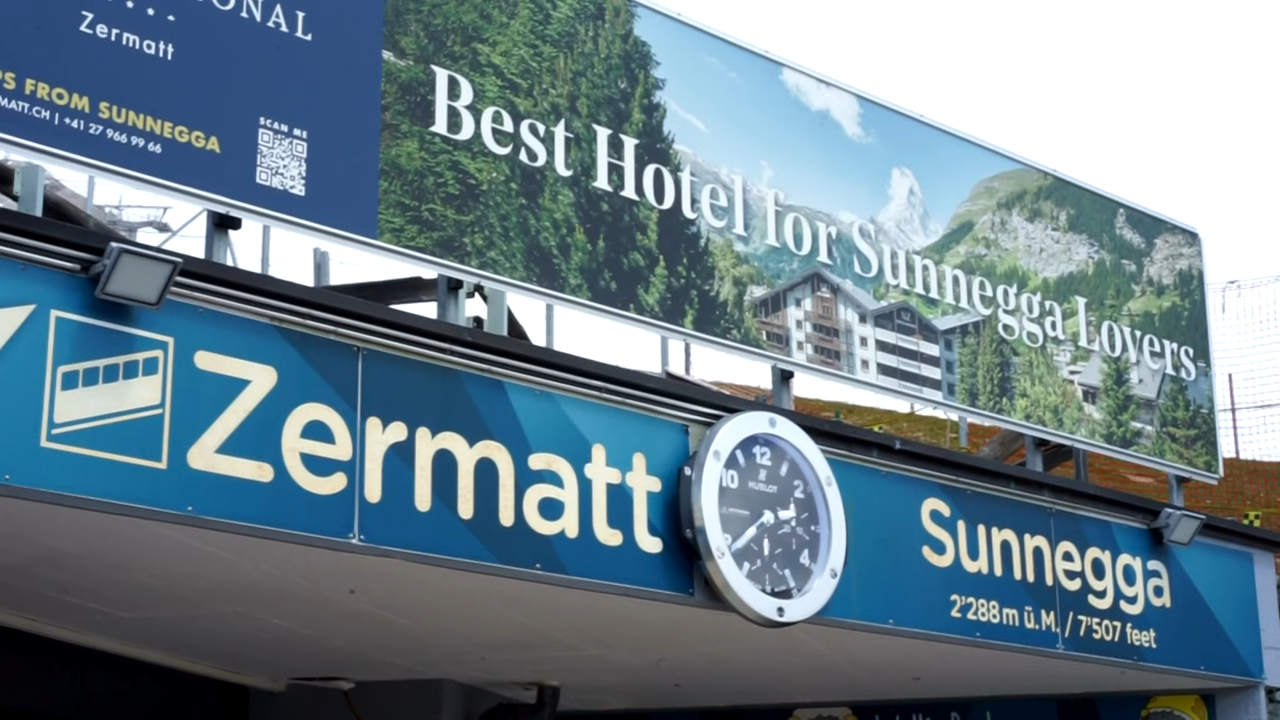 ONAL
Zermatt
PS FROM SUNNEGGA
MATT.CH | +41 27 966 99 66
SCAN ME
Best Hotel for Sunnegga Lovers
Zermatt
12
10
2
4
HUBLOT
Sunnegga
2'288 m ü.M. / 7'507 feet